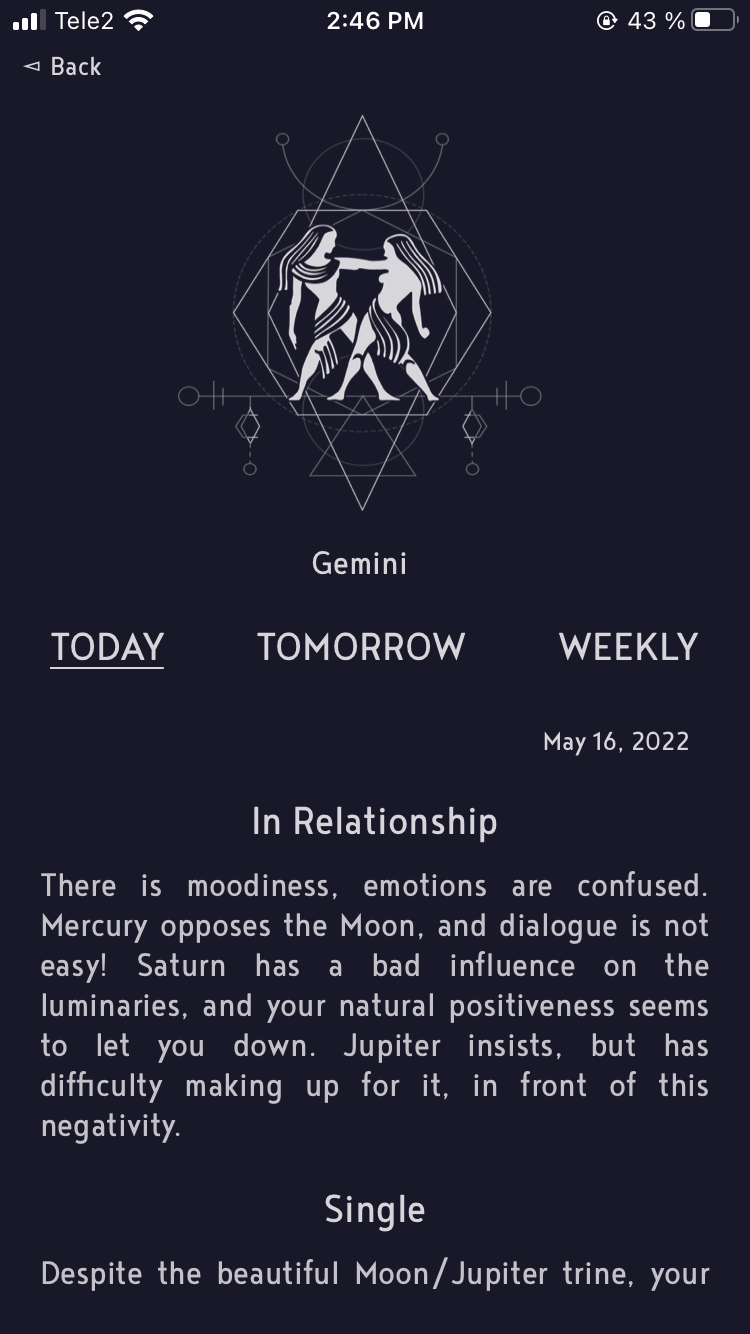 Tele2 2:46 PM 43 %
Back
Gemini
TODAY TOMORROW WEEKLY
May 16, 2022
In Relationship
There is moodiness, emotions are confused.
Mercury opposes the Moon, and dialogue is not
easy! Saturn has a bad influence on the
luminaries, and your natural positiveness seems
to let you down. Jupiter insists, but has
difficulty making up for it, in front of this
negativity.
Single
Despite the beautiful Moon/Jupiter trine, your